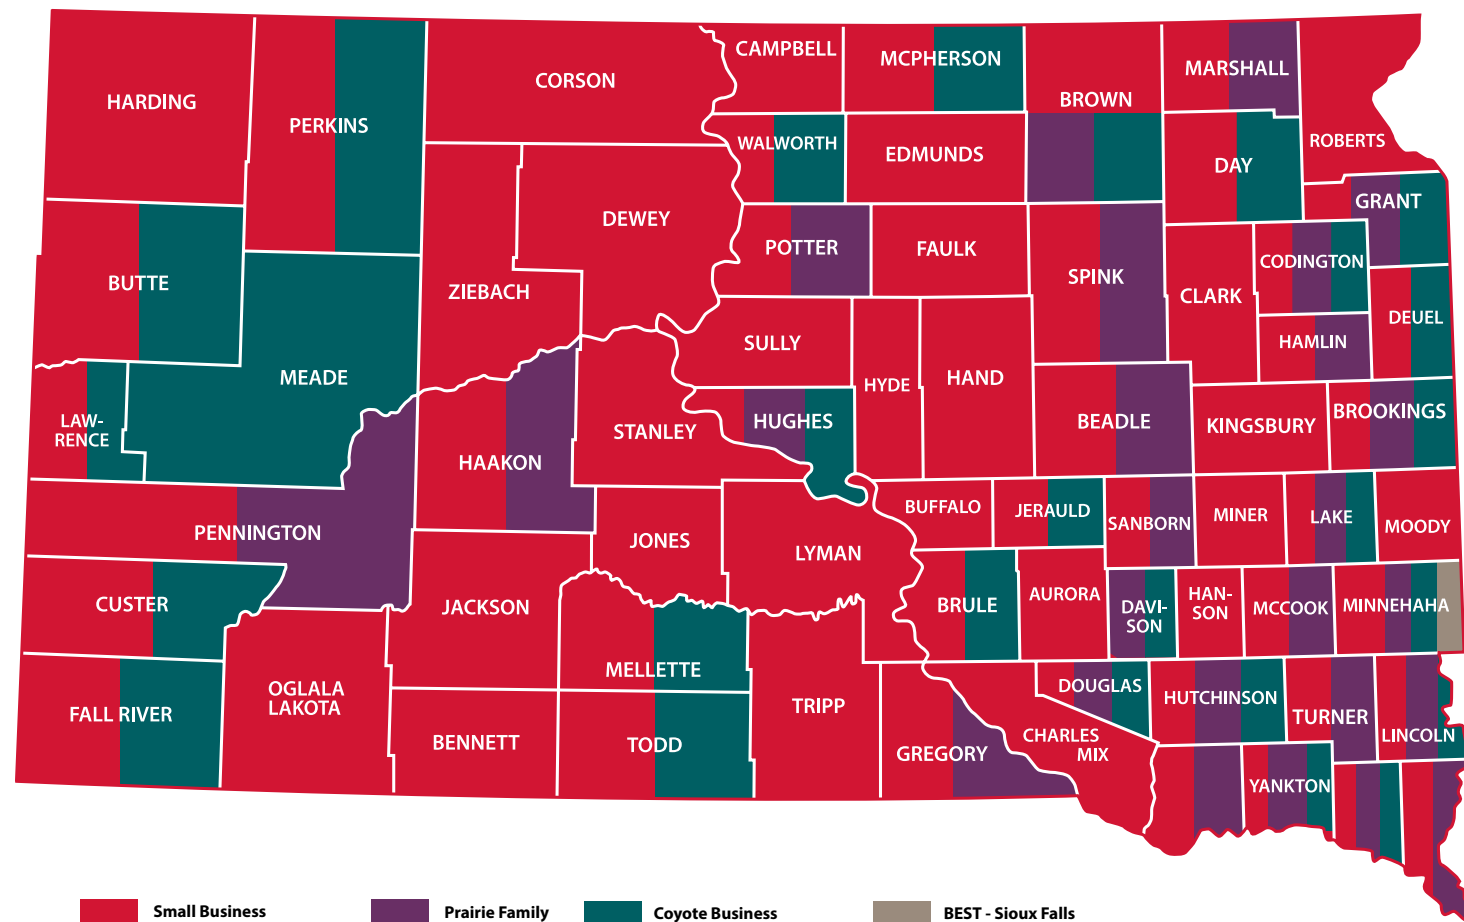 HARDING
PERKINS
CORSON
CAMPBELL
MCPHERSON
BROWN
MARSHALL
ROBERTS
WALWORTH
EDMUNDS
DAY
GRANT
BUTTE
ZIEBACH
DEWEY
POTTER
FAULK
SPINK
CLARK
CODINGTON
DEUEL
HAMLIN
MEADE
SULLY
HYDE
HAND
LAW-
RENCE
HAAKON
STANLEY
HUGHES
BEADLE
KINGSBURY
BROOKINGS
PENNINGTON
JONES
LYMAN
BUFFALO
JERAULD
SANBORN
MINER
LAKE
MOODY
CUSTER
JACKSON
BRULE
AURORA
DAVI-
SON
HAN-
SON
MCCOOK
MINNEHAHA
FALL RIVER
OGLALA
LAKOTA
MELLETTE
TRIPP
DOUGLAS
HUTCHINSON
TURNER
LINCOLN
BENNETT
TODD
GREGORY
CHARLES
MIX
YANKTON
Small Business
Prairie Family
Coyote Business
BEST - Sioux Falls